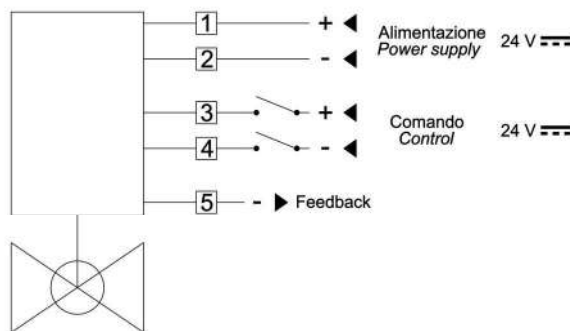 1 + Alimentazione 24 V
2 - Power supply
3 + Comando 24 V
4 - Control
5 - Feedback